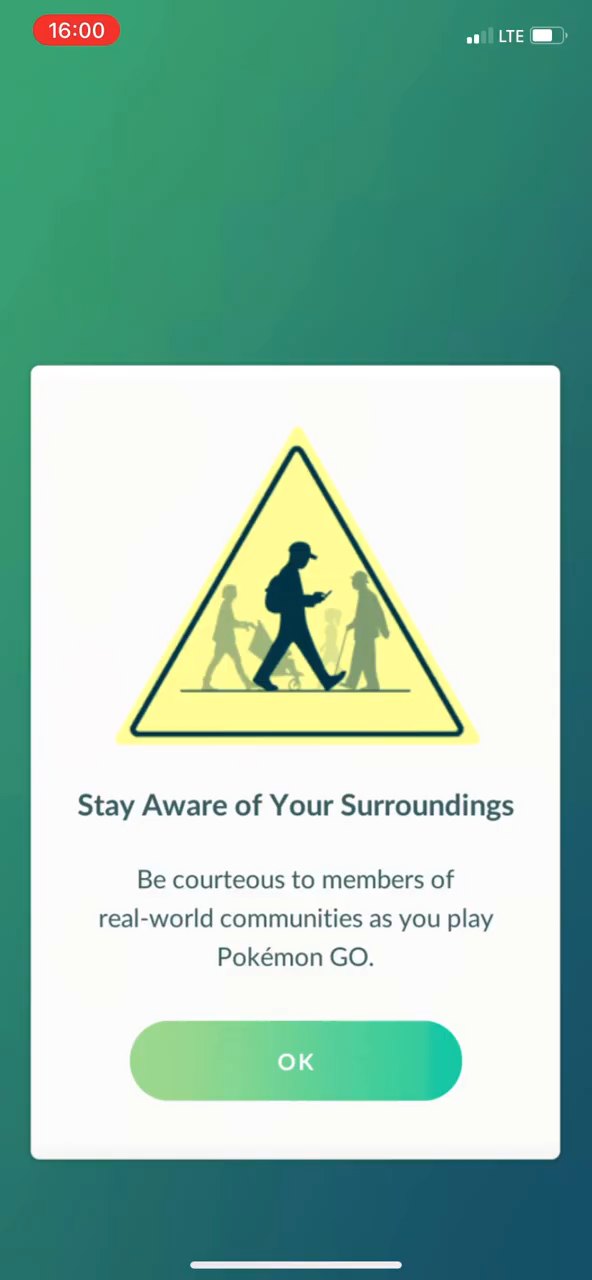 16:00
LTE
Stay Aware of Your Surroundings
Be courteous to members of
real-world communities as you play
Pokémon GO.
OK